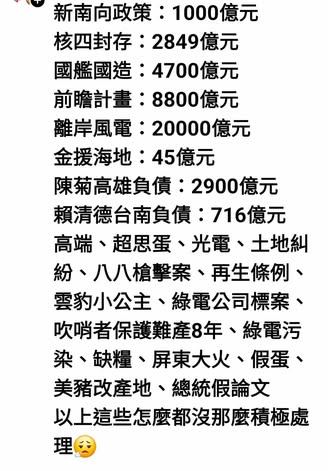 新南向政策：1000億元
核四封存：2849億元
國艦國造：4700億元
前瞻計畫：8800億元
離岸風電：20000億元
金援海地：45億元
陳菊高雄負債：2900億元
賴清德台南負債：716億元
高端、超思蛋、光電、土地糾
紛、八八槍擊案、再生條例、
雲豹小公主、綠電公司標案、
吹哨者保護難產8年、綠電污
染、缺糧、屏東大火、假蛋、
美豬改產地、總統假論文
以上這些怎麼都沒那麼積極處
理😧